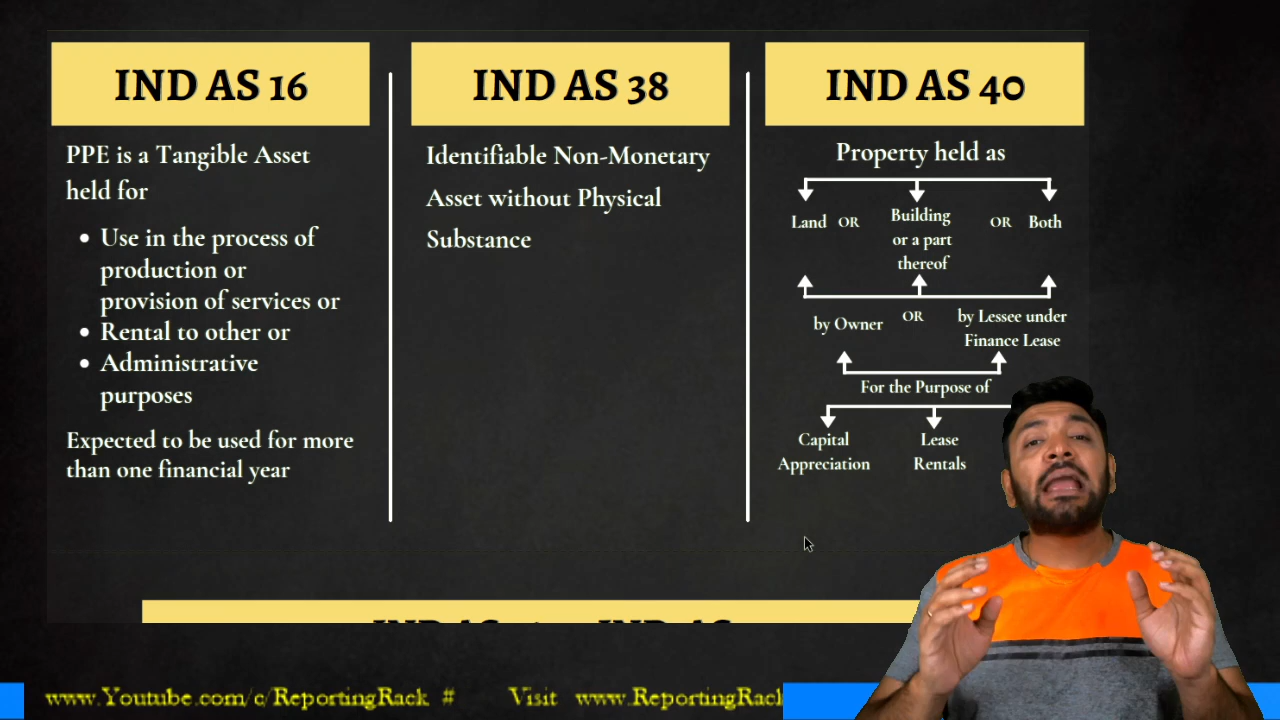 IND AS 16
PPE is a Tangible Asset
held for
Use in the process of
production or
provision of services or
Rental to other or
Administrative
purposes
Expected to be used for more
than one financial year
IND AS 38
Identifiable Non-Monetary
Asset without Physical
Substance
IND AS 40
Property held as
Land OR Building OR Both
or a part
thereof
by Owner OR by Lessee under
Finance Lease
For the Purpose of
Capital
Appreciation
Lease
Rentals
www.Youtube.com/c/ReportingRack # Visit www.ReportingRack